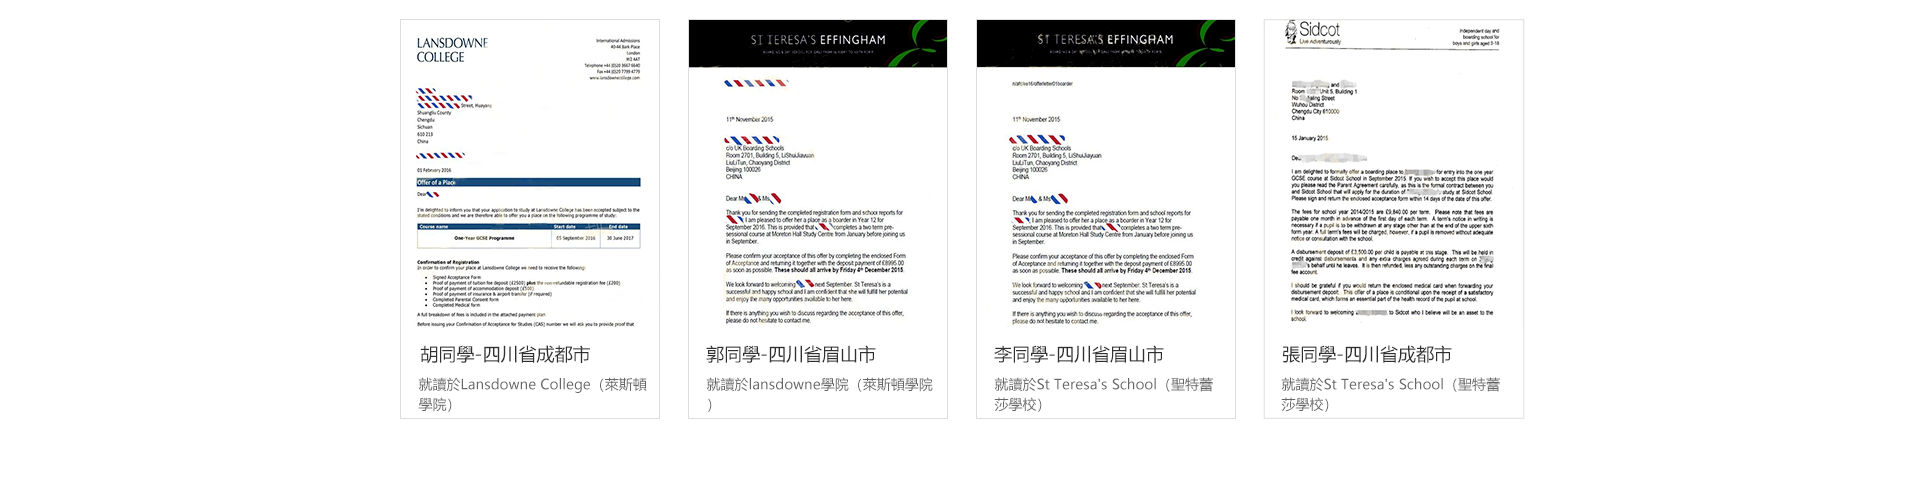 LANSDOWNE
COLLEGE
International Admissions
40-44 Bark Place
London
W2 4AT
Telephone +44 (0)20 3667 6640
Fax +44 (0)20 7799 4779
www.lansdownecollege.com
Street, Huayang
Shuangliu County
Chengdu
Sichuan
610 213
China
01 February 2016
Offer of a Place
Dear
I'm delighted to inform you that your application to study at Lansdowne College has been accepted subject to the
stated conditions and we are therefore able to offer you a place on the following programme of study:
Course name Start date End date
One-Year GCSE Programme 05 September 2016 30 June 2017
Confirmation of Registration
In order to confirm your place at Lansdowne College we need to receive the following:
• Signed Acceptance Form
• Proof of payment of tuition fee deposit (£2500) plus the non-refundable registration fee (£200)
• Proof of payment of accommodation deposit (£500)
• Proof of payment of insurance & airport transfer (if required)
• Completed Parental Consent form
• Completed Medical form
A full breakdown of fees is included in the attached payment plan
Before issuing your Confirmation of Acceptance for Studies (CAS) number we will ask you to provide proof that
胡同學-四川省成都市
就讀於Lansdowne College（萊斯頓
學院）
ST TERESA'S EFFINGHAM
11th November 2015
c/o UK Boarding Schools
Room 2701, Building 5, LiShuiJiayuan
LiuLiTun, Chaoyang District
Beijing 100026
CHINA
Dear Mr & Ms
Thank you for sending the completed registration form and school reports for
I am pleased to offer her a place as a boarder in Year 12 for
September 2016. This is provided that completes a two term pre-
sessional course at Moreton Hall Study Centre from January before joining us
in September.
Please confirm your acceptance of this offer by completing the enclosed Form
of Acceptance and returning it together with the deposit payment of £8995.00
as soon as possible. These should all arrive by Friday 4th December 2015.
We look forward to welcoming next September. St Teresa's is a
successful and happy school and I am confident that she will fulfil her potential
and enjoy the many opportunities available to her here.
If there is anything you wish to discuss regarding the acceptance of this offer,
please do not hesitate to contact me.
郭同學-四川省眉山市
就讀於lansdowne學院（萊斯頓學院
）
ST TERESA'S EFFINGHAM
11th November 2015
c/o UK Boarding Schools
Room 2701, Building 5, LiShuiJiayuan
LiuLiTun, Chaoyang District
Beijing 100026
CHINA
Dear Mr & Ms
Thank you for sending the completed registration form and school reports for
I am pleased to offer her a place as a boarder in Year 12 for
September 2016. This is provided that completes a two term pre-
sessional course at Moreton Hall Study Centre from January before joining us
in September.
Please confirm your acceptance of this offer by completing the enclosed Form
of Acceptance and returning it together with the deposit payment of £8995.00
as soon as possible. These should all arrive by Friday 4th December 2015.
We look forward to welcoming next September. St Teresa's is a
successful and happy school and I am confident that she will fulfil her potential
and enjoy the many opportunities available to her here.
If there is anything you wish to discuss regarding the acceptance of this offer,
please do not hesitate to contact me.
李同學-四川省眉山市
就讀於St Teresa's School（聖特蕾
莎學校）
Sidcot
Live Adventurously
Independent day and
boarding school for
boys and girls aged 3-18
and
Room Unit 5, Building 1
No Street
Wuhou District
Chengdu City 610000
China
15 January 2015
Dear
I am delighted to formally offer a boarding place to for entry into the one year
GCSE course at Sidcot School in September 2015. If you wish to accept this place would
you please read the Parent Agreement carefully, as this is the formal contract between you
and Sidcot School that will apply for the duration of study at Sidcot School.
Please sign and return the enclosed acceptance form within 14 days of the date of this offer.
The fees for school year 2014/2015 are £9,840.00 per term. Please note that fees are
payable one month in advance of the first day of each term. A term's notice in writing is
necessary if a pupil is to be withdrawn at any stage other than at the end of the upper sixth
form year. A full term's fees will be charged, however, if a pupil is removed without adequate
notice or consultation with the school.
A disbursement deposit of £3,500.00 per child is payable at this stage. This will be held in
credit against disbursements and any extra charges agreed during each term on
's behalf until he leaves. It is then refunded, less any outstanding charges on the final
fee account.
I should be grateful if you would return the enclosed medical card when forwarding your
disbursement deposit. This offer of a place is conditional upon the receipt of a satisfactory
medical card, which forms an essential part of the health record of the pupil at school.
I look forward to welcoming to Sidcot who I believe will be an asset to the
school.
張同學-四川省成都市
就讀於St Teresa's School（聖特蕾
莎學校）